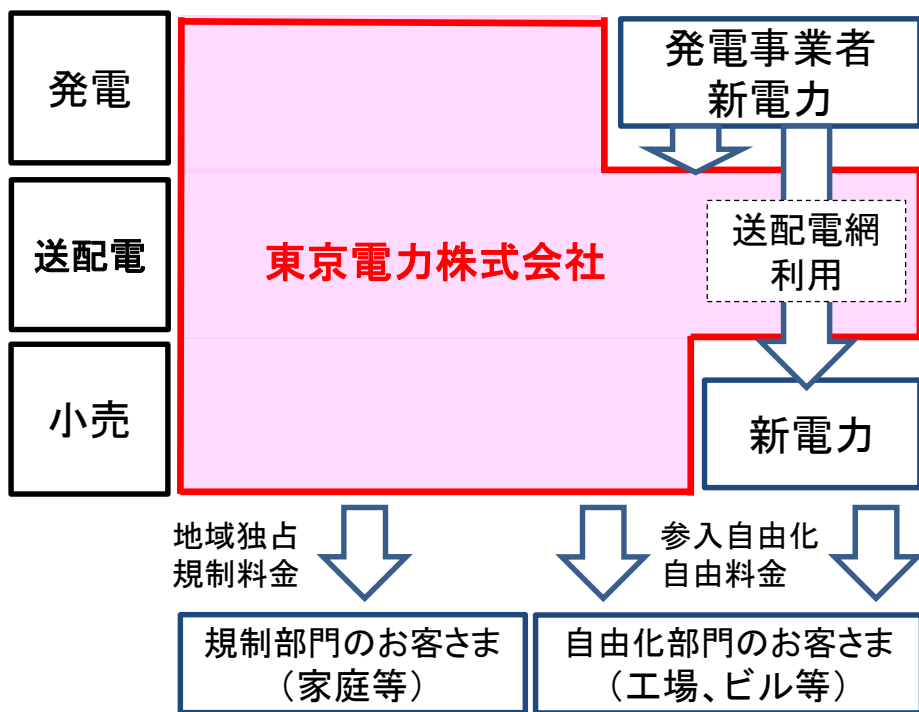 発電
発電事業者
新電力
送配電
東京電力株式会社
送配電網
利用
小売
新電力
地域独占
規制料金
参入自由化
自由料金
規制部門のお客さま
（家庭等）
自由化部門のお客さま
（工場、ビル等）